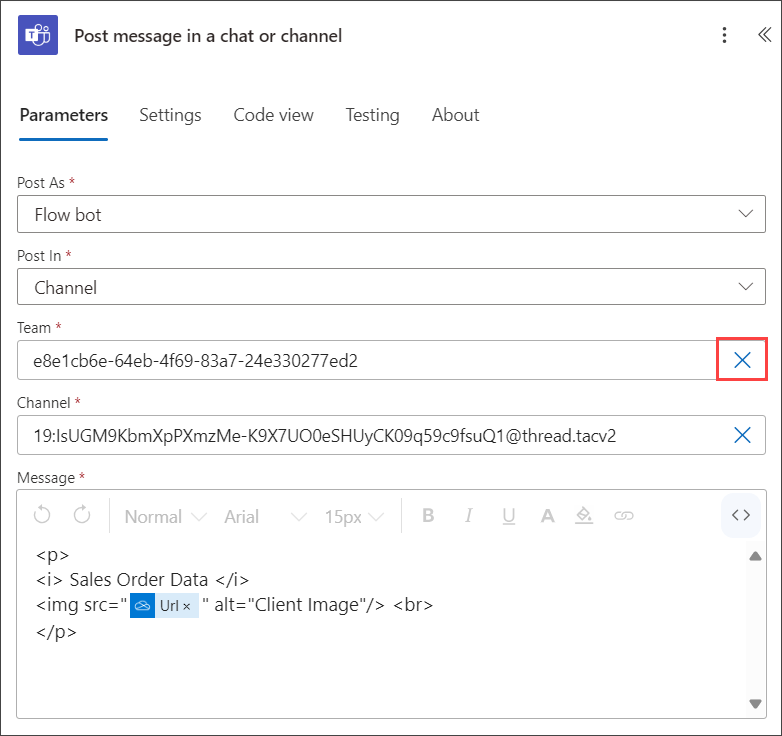 Post message in a chat or channel
Parameters Settings Code view Testing About
Post As *
Flow bot
Post In *
Channel
Team *
e8e1cb6e-64eb-4f69-83a7-24e330277ed2
Channel *
19:IsUGM9KbmXpPXmzMe-K9X7UO0eSHUyCK09q59c9fsuQ1@thread.tacv2
Message *
Normal Arial 15px B I U A <>
<p>
<i> Sales Order Data </i>
<img src=" Url × " alt="Client Image"/> <br>
</p>